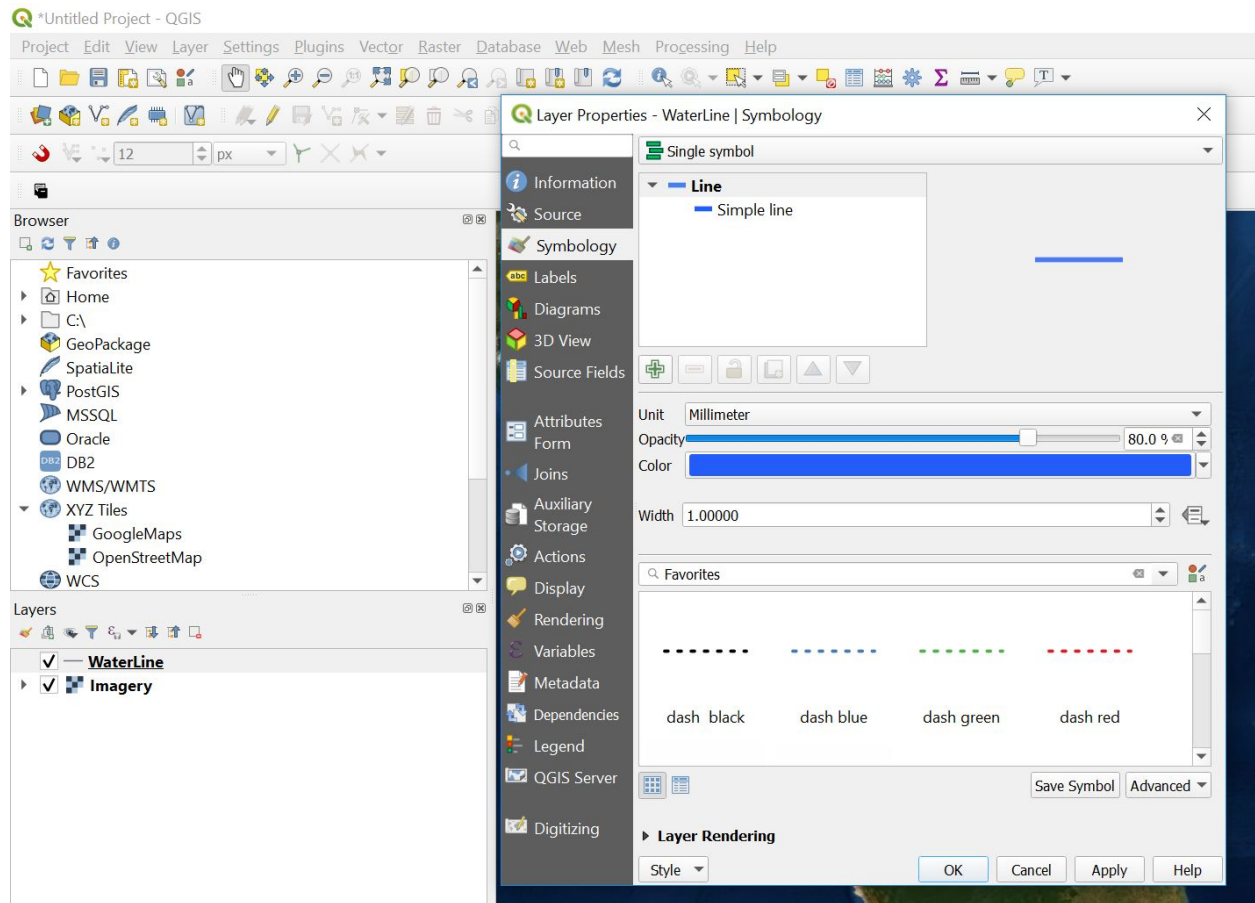 *Untitled Project - QGIS
Project Edit View Layer Settings Plugins Vector Raster Database Web Mesh Processing Help
12 px
Browser
Favorites
Home
C:\
GeoPackage
SpatiaLite
PostGIS
MSSQL
Oracle
DB2
WMS/WMTS
XYZ Tiles
GoogleMaps
OpenStreetMap
WCS
Layers
WaterLine
Imagery
Layer Properties - WaterLine | Symbology
Information
Source
Symbology
abc Labels
Diagrams
3D View
Source Fields
Attributes
Form
Joins
Auxiliary
Storage
Actions
Display
Rendering
Variables
Metadata
Dependencies
Legend
QGIS Server
Digitizing
Single symbol
Line
Simple line
Unit Millimeter
Opacity 80.0 %
Color
Width 1.00000
Favorites
dash black dash blue dash green dash red
Save Symbol Advanced
Layer Rendering
Style OK Cancel Apply Help